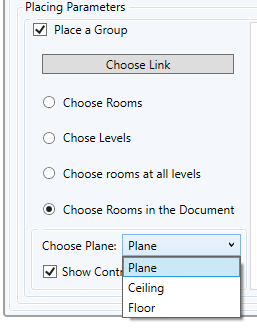 Placing Parameters
Place a Group
Choose Link
Choose Rooms
Chose Levels
Choose rooms at all levels
Choose Rooms in the Document
Choose Plane: Plane
Plane
Show Contr
Ceiling
Floor